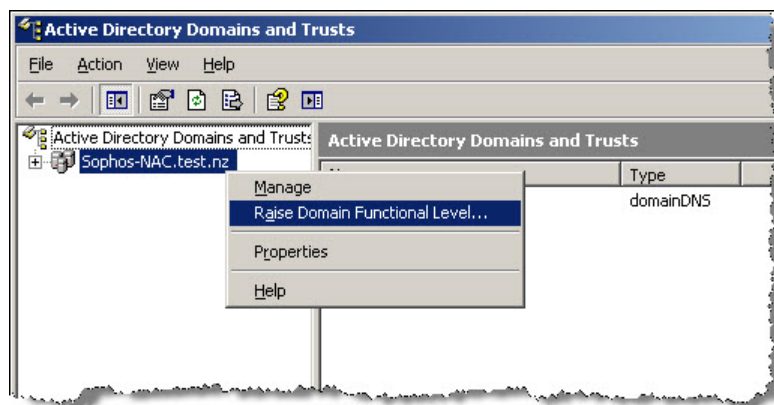 Active Directory Domains and Trusts
File Action View Help
Active Directory Domains and Trusts
Active Directory Domains and Trusts
Sophos-NAC.test.nz
Type
Manage
domainDNS
Raise Domain Functional Level...
Properties
Help